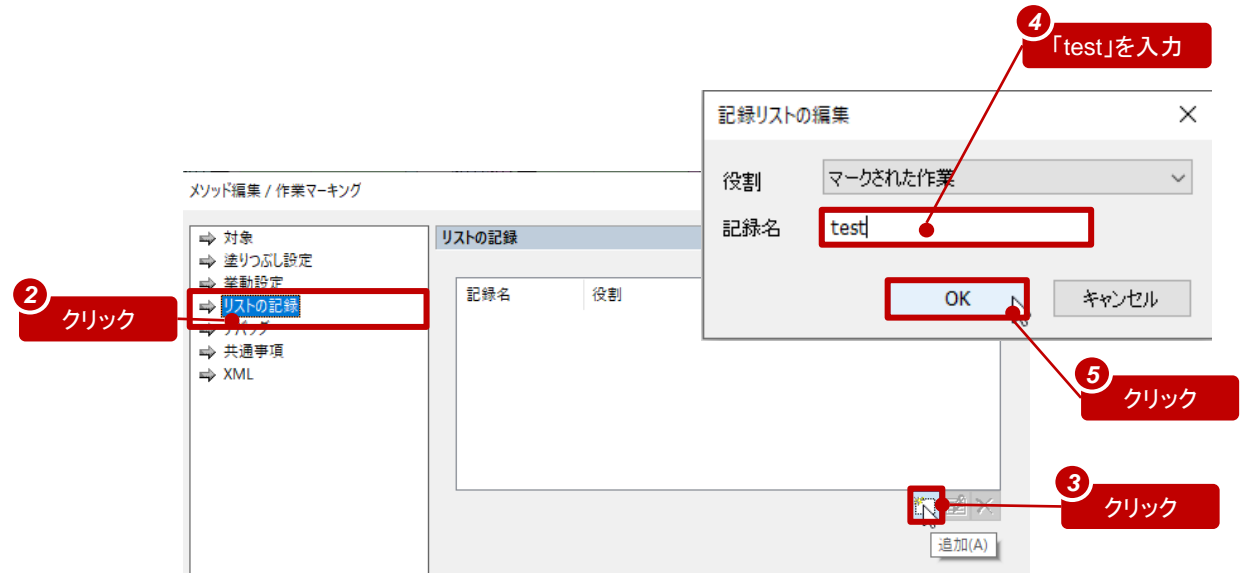 4
「test」を入力
記録リストの編集
役割
マークされた作業
記録名
test
OK
キャンセル
5
クリック
メソッド編集 / 作業マーキング
対象
塗りつぶし設定
挙動設定
リストの記録
デバッグ
共通事項
XML
2
クリック
リストの記録
記録名 役割
3
クリック
追加(A)